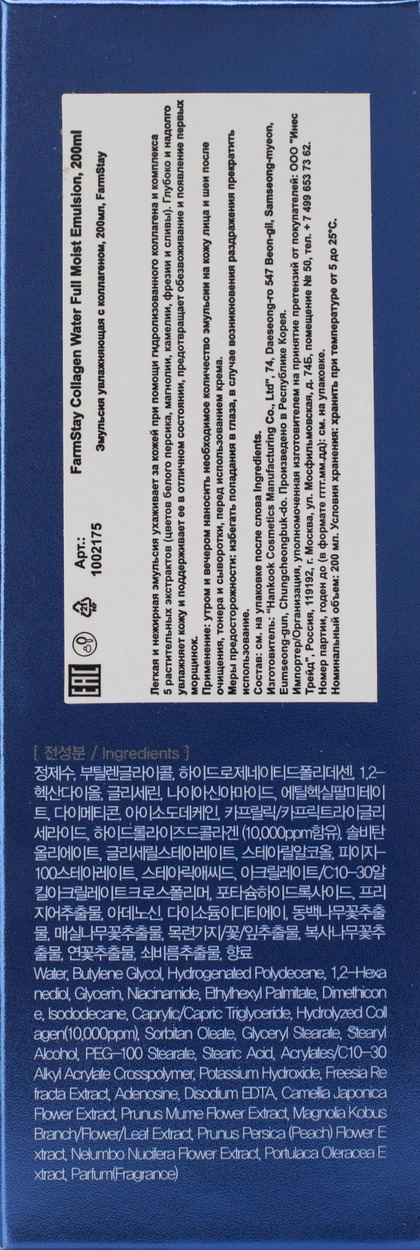 FarmStay Collagen Water Full Moist Emulsion, 200ml
Эмульсия увлажняющая с коллагеном, 200мл, FarmStay
EAC
Арт.:
1002175
Легкая и нежирная эмульсия ухаживает за кожей при помощи гидролизованного коллагена и комплекса
5 растительных экстрактов (цветов белого персика, магнолии, камелии, фрезии и сливы). Глубоко и надолго
увлажняет кожу и поддерживает ее в отличном состоянии, предотвращает обезвоживание и появление первых
морщинок.
Применение: утром и вечером наносить необходимое количество эмульсии на кожу лица и шеи после
очищения, тонера и сыворотки, перед использованием крема.
Меры предосторожности: избегать попадания в глаза, в случае возникновения раздражения прекратить
использование.
Состав: см. на упаковке после слова Ingredients.
Изготовитель: "Hankook Cosmetics Manufacturing Co., Ltd", 74, Daeseong-ro 547 Beon-gil, Samseong-myeon,
Eumseong-gun, Chungcheongbuk-do. Произведено в Республике Корея.
Импортер/Организация, уполномоченная изготовителем на принятие претензий от покупателей: ООО "Инес
Трейд", Россия, 119192, г. Москва, ул. Мосфильмовская, д. 74Б, помещение № 50, тел. + 7 499 653 73 62.
Номер партии, годен до (в формате гггг.мм.дд): см. на упаковке.
Номинальный объем: 200 мл. Условия хранения: хранить при температуре от 5 до 25°C.
[ 전성분 / Ingredients ]
정제수, 부틸렌글라이콜, 하이드로제네이티드폴리데센, 1,2-
헥산다이올, 글리세린, 나이아신아마이드, 에틸헥실팔미테이
트, 다이메티콘, 아이소도데케인, 카프릴릭/카프릭트라이글리
세라이드, 하이드롤라이즈드콜라겐 (10,000ppm함유), 솔비탄
올리에이트, 글리세릴스테아레이트, 스테아릴알코올, 피이지-
100스테아레이트, 스테아릭애씨드, 아크릴레이트/C10-30알
킬아크릴레이트크로스폴리머, 포타슘하이드록사이드, 프리
지어추출물, 아데노신, 다이소듐이디티에이, 동백나무꽃추출
물, 매실나무꽃추출물, 목련가지/꽃/잎추출물, 복사나무꽃추
출물, 연꽃추출물, 쇠비름추출물, 향료
Water, Butylene Glycol, Hydrogenated Polydecene, 1,2-Hexa
nediol, Glycerin, Niacinamide, Ethylhexyl Palmitate, Dimethicon
e, Isododecane, Caprylic/Capric Triglyceride, Hydrolyzed Coll
agen(10,000ppm), Sorbitan Oleate, Glyceryl Stearate, Stearyl
Alcohol, PEG-100 Stearate, Stearic Acid, Acrylates/C10-30
Alkyl Acrylate Crosspolymer, Potassium Hydroxide, Freesia Re
fracta Extract, Adenosine, Disodium EDTA, Camellia Japonica
Flower Extract, Prunus Mume Flower Extract, Magnolia Kobus
Branch/Flower/Leaf Extract, Prunus Persica (Peach) Flower E
xtract, Nelumbo Nucifera Flower Extract, Portulaca Oleracea E
xtract, Parfum(Fragrance)